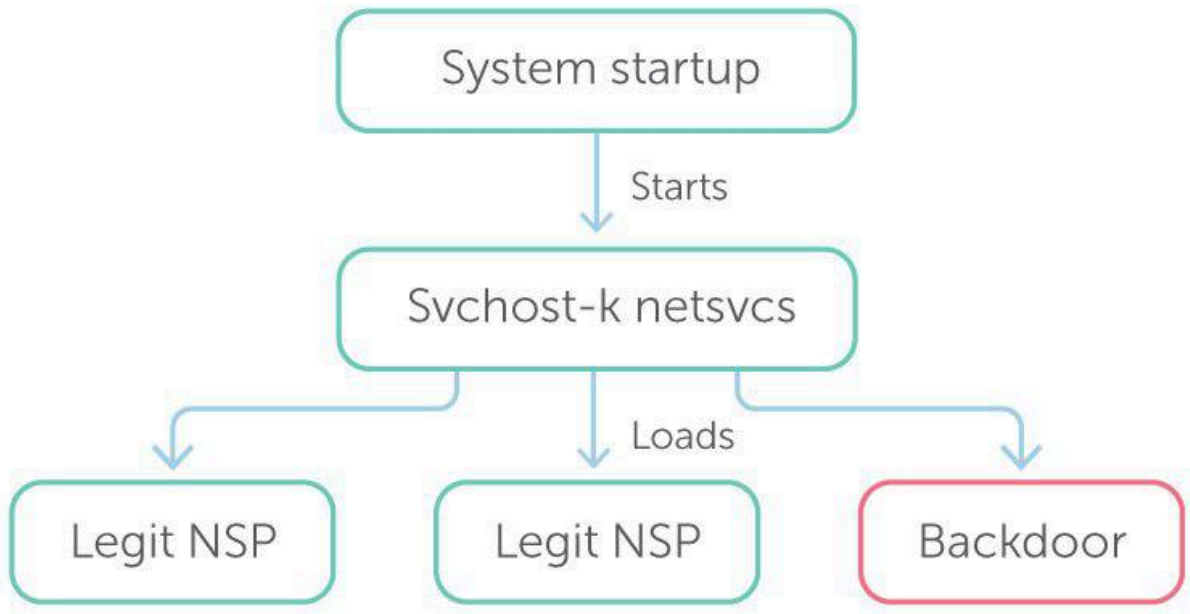 System startup
Starts
Svchost-k netsvcs
Loads
Legit NSP
Legit NSP
Backdoor